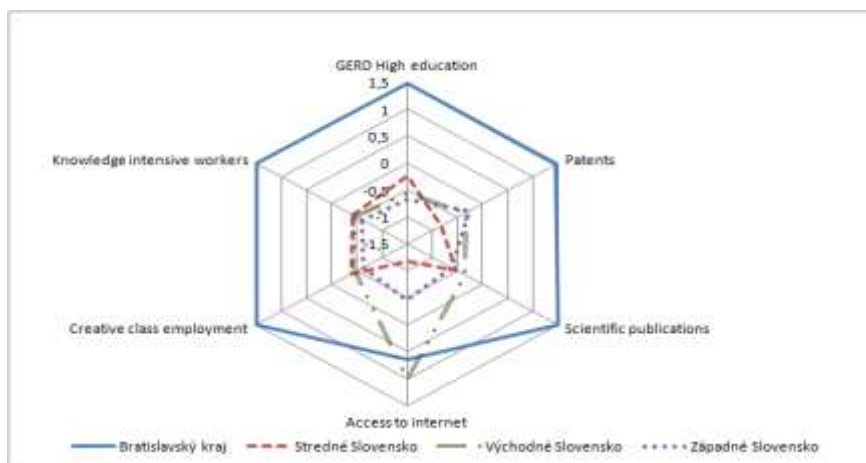 GERD High education
1,5
1
0,5
0
-0,5
-1
-1,5
Knowledge intensive workers
Patents
Creative class employment
Scientific publications
Access to internet
Bratislavský kraj
Stredné Slovensko
Východné Slovensko
Západné Slovensko